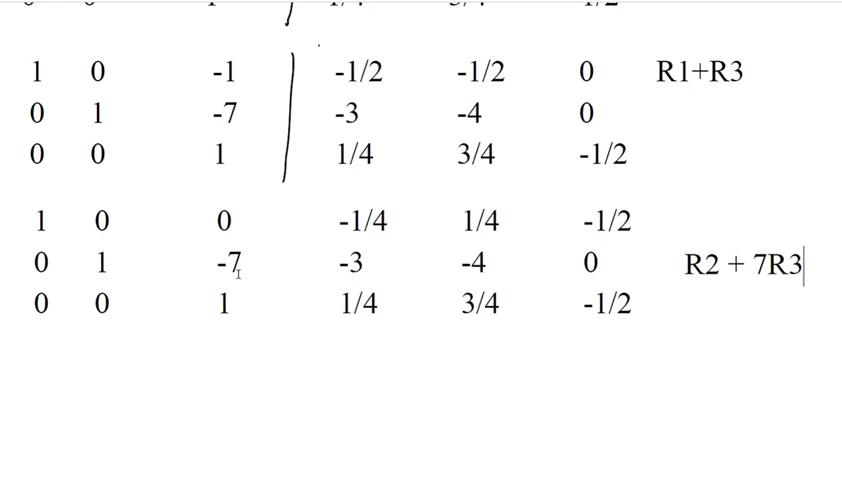 1 0 -1 -1/2 -1/2 0 R1+R3
0 1 -7 -3 -4 0
0 0 1 1/4 3/4 -1/2
1 0 0 -1/4 1/4 -1/2
0 1 -7 -3 -4 0 R2 + 7R3
0 0 1 1/4 3/4 -1/2